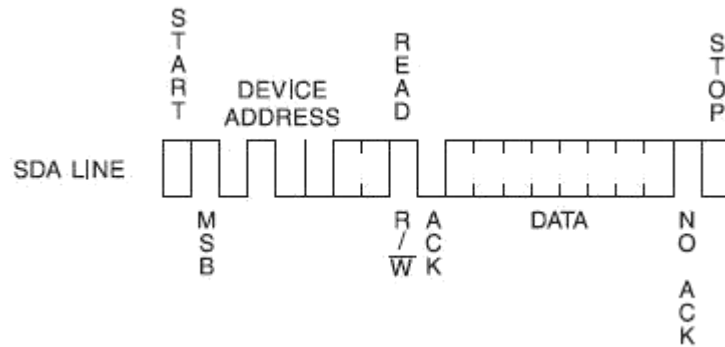 START
READ
STOP
DEVICE
ADDRESS
SDA LINE
MSB
R/W
ACK
DATA
NO ACK